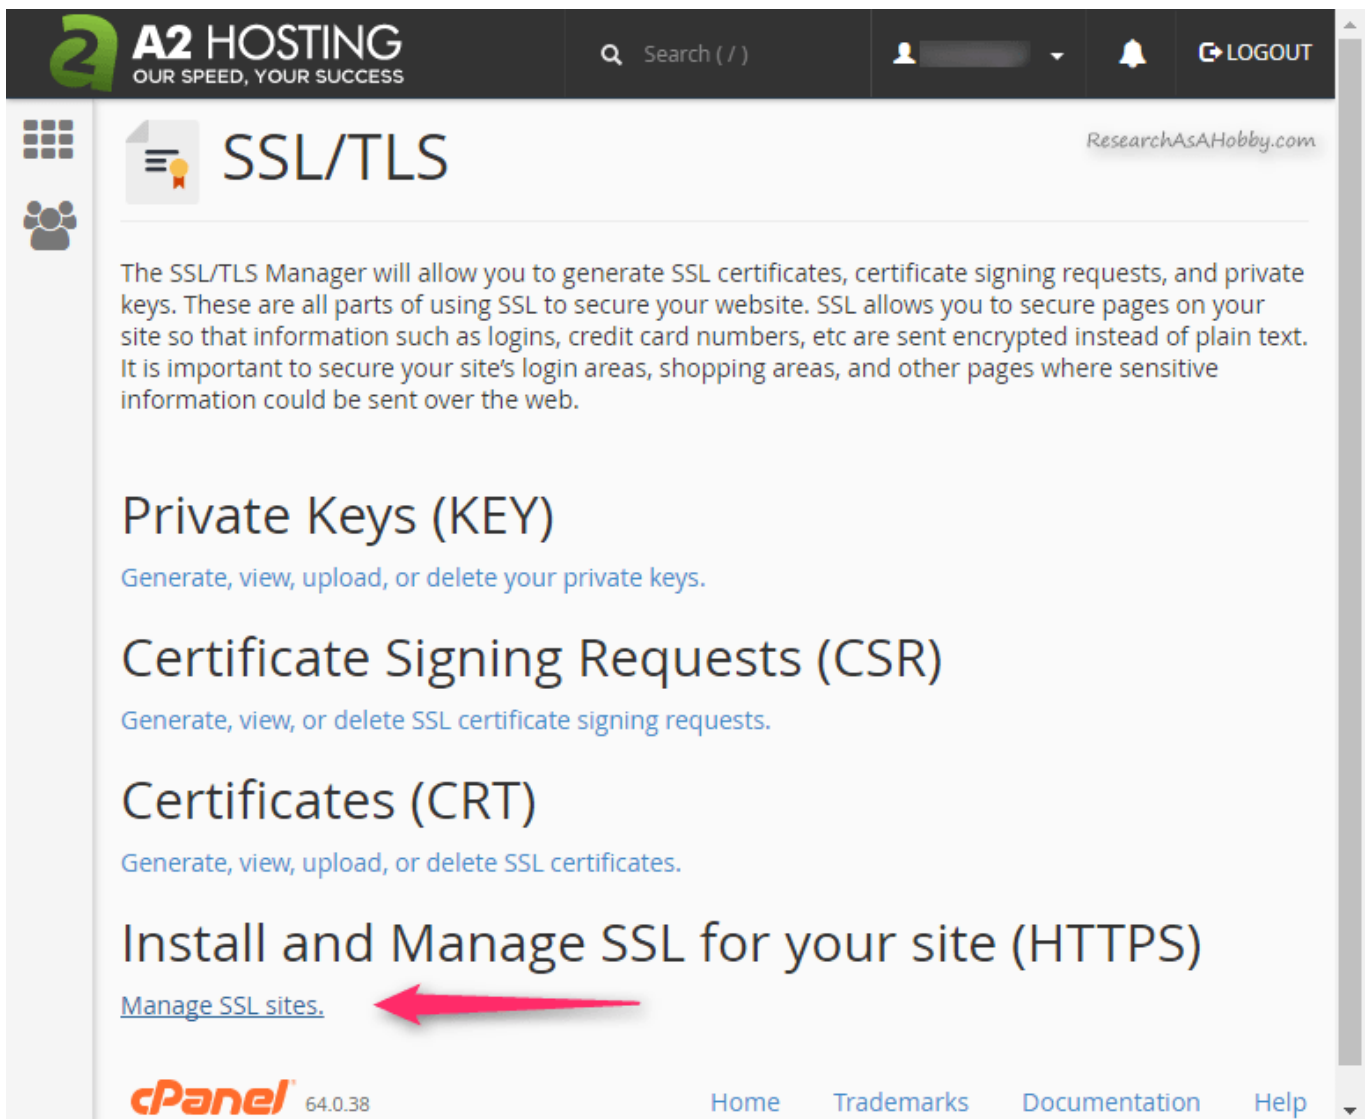 A2 HOSTING
OUR SPEED, YOUR SUCCESS
Search ( / )
LOGOUT
SSL/TLS
ResearchAsAHobby.com
The SSL/TLS Manager will allow you to generate SSL certificates, certificate signing requests, and private
keys. These are all parts of using SSL to secure your website. SSL allows you to secure pages on your
site so that information such as logins, credit card numbers, etc are sent encrypted instead of plain text.
It is important to secure your site’s login areas, shopping areas, and other pages where sensitive
information could be sent over the web.
Private Keys (KEY)
Generate, view, upload, or delete your private keys.
Certificate Signing Requests (CSR)
Generate, view, or delete SSL certificate signing requests.
Certificates (CRT)
Generate, view, upload, or delete SSL certificates.
Install and Manage SSL for your site (HTTPS)
Manage SSL sites.
cPanel 64.0.38
Home Trademarks Documentation Help